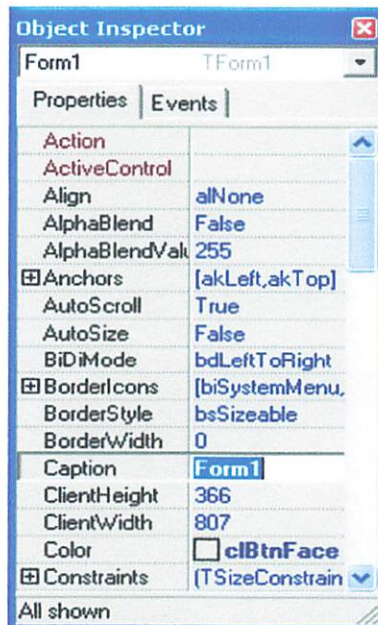 Object Inspector
Form1 TForm1
Properties Events
Action
ActiveControl
Align alNone
AlphaBlend False
AlphaBlendValu 255
Anchors [akLeft,akTop]
AutoScroll True
AutoSize False
BiDiMode bdLeftToRight
BorderIcons [biSystemMenu,
BorderStyle bsSizeable
BorderWidth 0
Caption Form1
ClientHeight 366
ClientWidth 807
Color clBtnFace
Constraints (TSizeConstrain
All shown